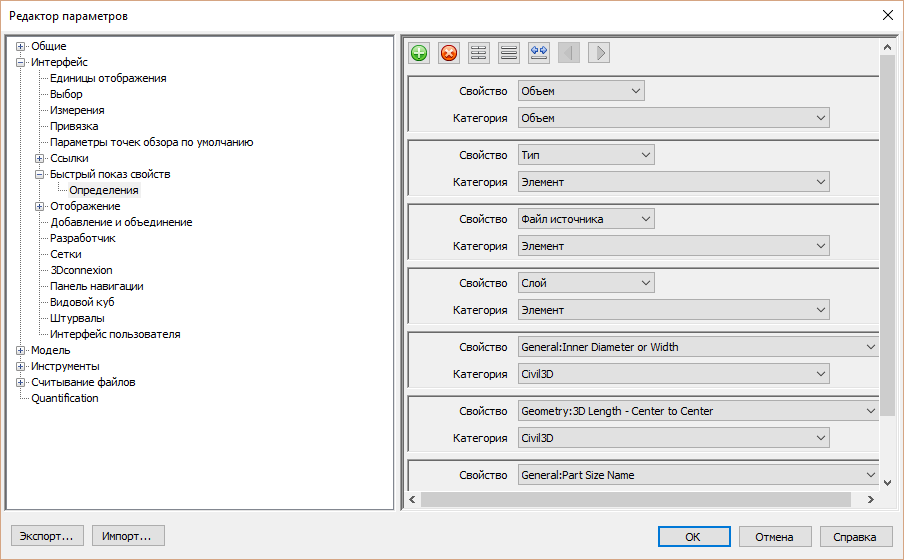 Редактор параметров
Общие
Интерфейс
Единицы отображения
Выбор
Измерения
Привязка
Параметры точек обзора по умолчанию
Ссылки
Быстрый показ свойств
Определения
Отображение
Добавление и объединение
Разработчик
Сетки
3Dconnexion
Панель навигации
Видовой куб
Штурвалы
Интерфейс пользователя
Модель
Инструменты
Считывание файлов
Quantification
Свойство Объем
Категория Объем
Свойство Тип
Категория Элемент
Свойство Файл источника
Категория Элемент
Свойство Слой
Категория Элемент
Свойство General:Inner Diameter or Width
Категория Civil3D
Свойство Geometry:3D Length - Center to Center
Категория Civil3D
Свойство General:Part Size Name
Экспорт... Импорт... ОК Отмена Справка